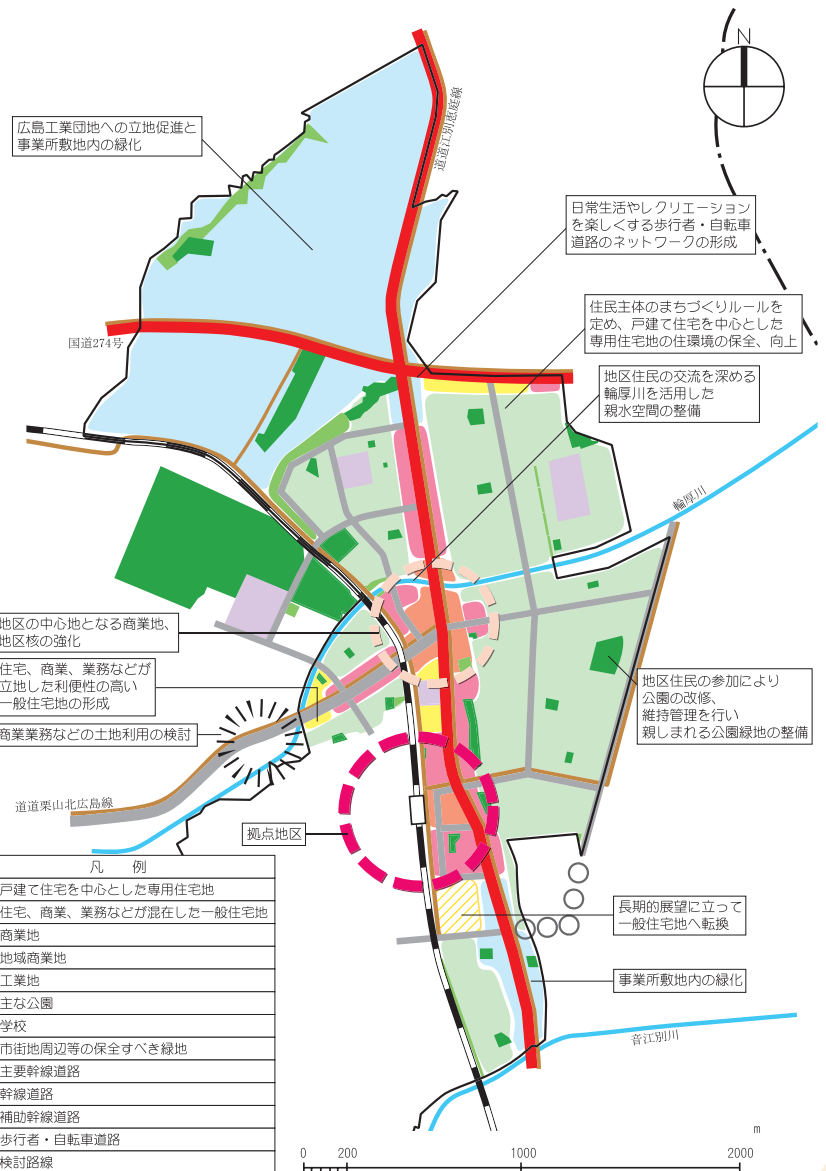 N
広島工業団地への立地促進と
事業所敷地内の緑化
道道江別恵庭線
日常生活やレクリエーション
を楽しくする歩行者・自転車
道路のネットワークの形成
住民主体のまちづくりルールを
定め、戸建て住宅を中心とした
専用住宅地の住環境の保全、向上
国道274号
地区住民の交流を深める
輪厚川を活用した
親水空間の整備
輪厚川
地区の中心地となる商業地、
地区核の強化
住宅、商業、業務などが
立地した利便性の高い
一般住宅地の形成
地区住民の参加により
公園の改修、
維持管理を行い
親しまれる公園緑地の整備
商業業務などの土地利用の検討
道道栗山北広島線
拠点地区
凡 例
戸建て住宅を中心とした専用住宅地
住宅、商業、業務などが混在した一般住宅地
商業地
地域商業地
工業地
主な公園
学校
市街地周辺等の保全すべき緑地
主要幹線道路
幹線道路
補助幹線道路
歩行者・自転車道路
検討路線
長期的展望に立って
一般住宅地へ転換
事業所敷地内の緑化
音江別川
m
0 200 1000 2000